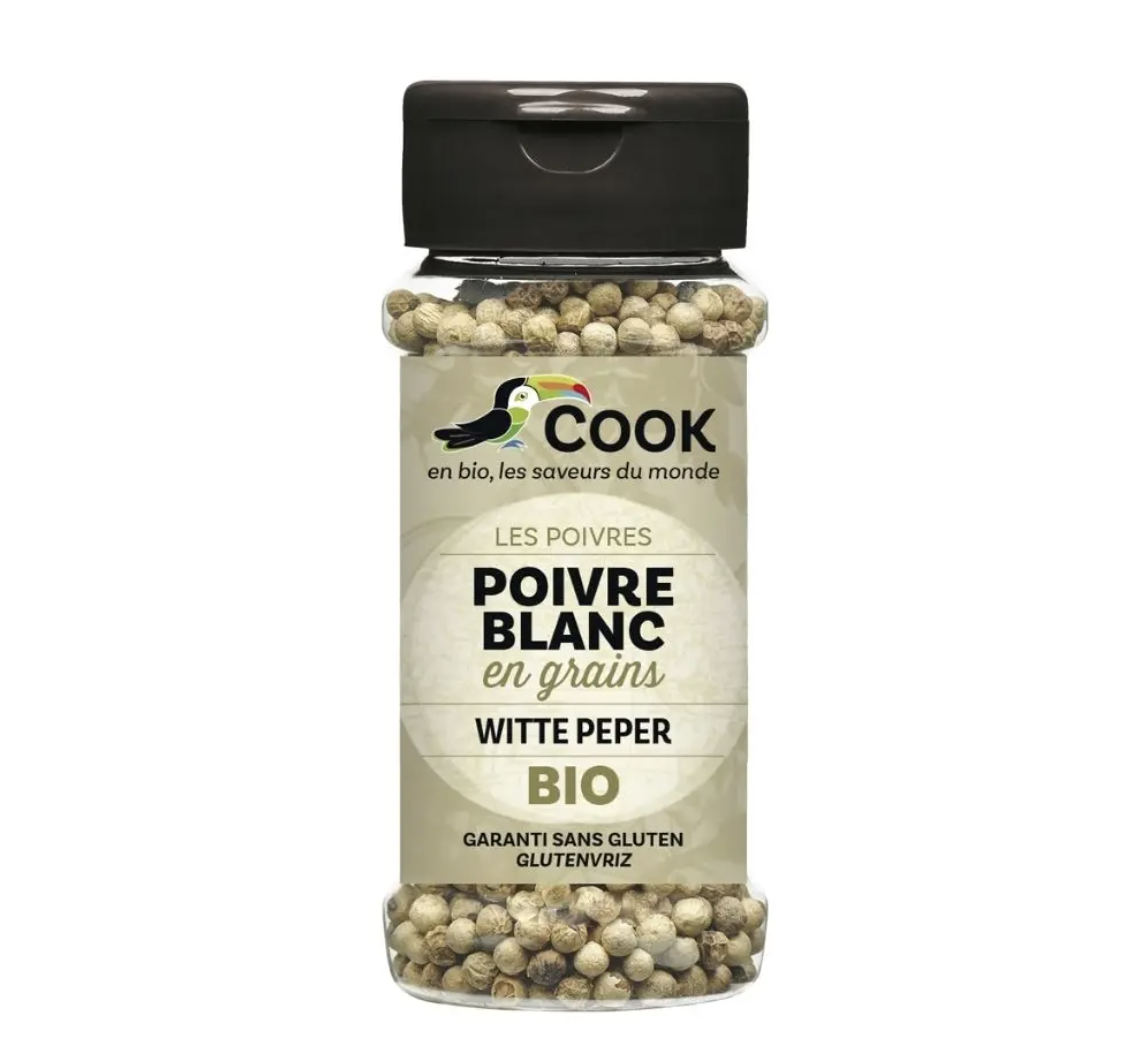 COOK
en bio, les saveurs du monde
LES POIVRES
POIVRE
BLANC
en grains
WITTE PEPER
BIO
GARANTI SANS GLUTEN
GLUTENVRIZ